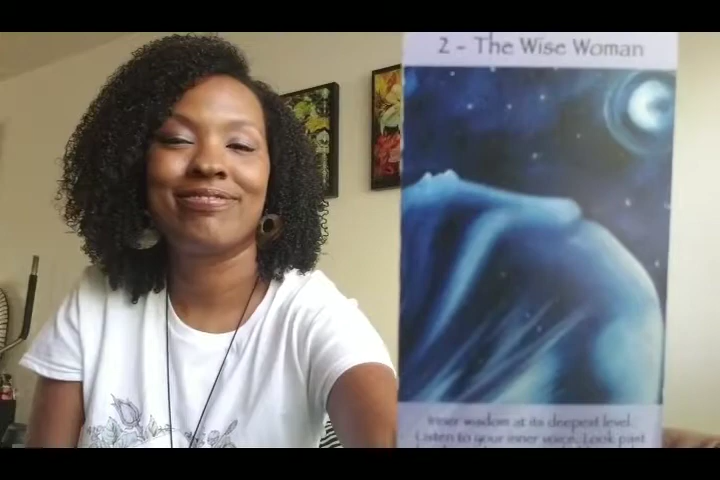 2 - The Wise Woman
Inner wisdom at its deepest level.
Listen to your inner voice. Look past